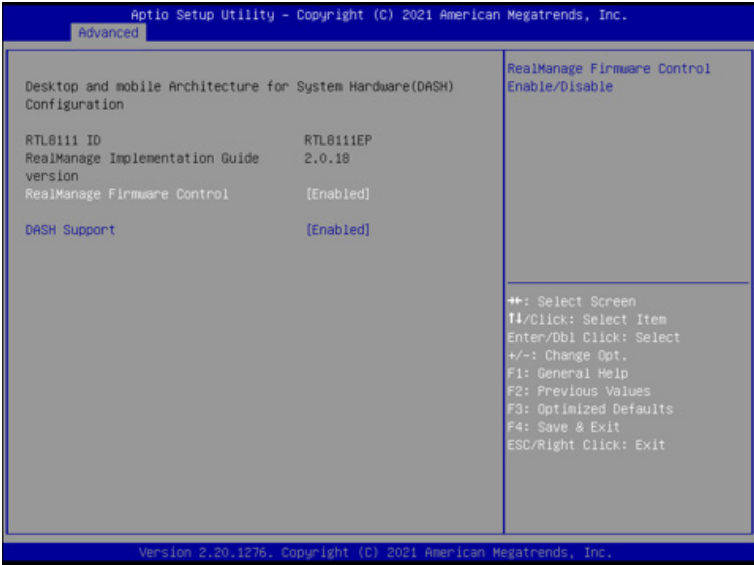 Aptio Setup Utility – Copyright (C) 2021 American Megatrends, Inc.
Advanced
Desktop and mobile Architecture for System Hardware(DASH)
Configuration
RTL8111 ID RTL8111EP
RealManage Implementation Guide 2.0.18
version
RealManage Firmware Control [Enabled]
DASH Support [Enabled]
RealManage Firmware Control
Enable/Disable
→←: Select Screen
↑↓/Click: Select Item
Enter/Dbl Click: Select
+/-: Change Opt.
F1: General Help
F2: Previous Values
F3: Optimized Defaults
F4: Save & Exit
ESC/Right Click: Exit
Version 2.20.1276. Copyright (C) 2021 American Megatrends, Inc.